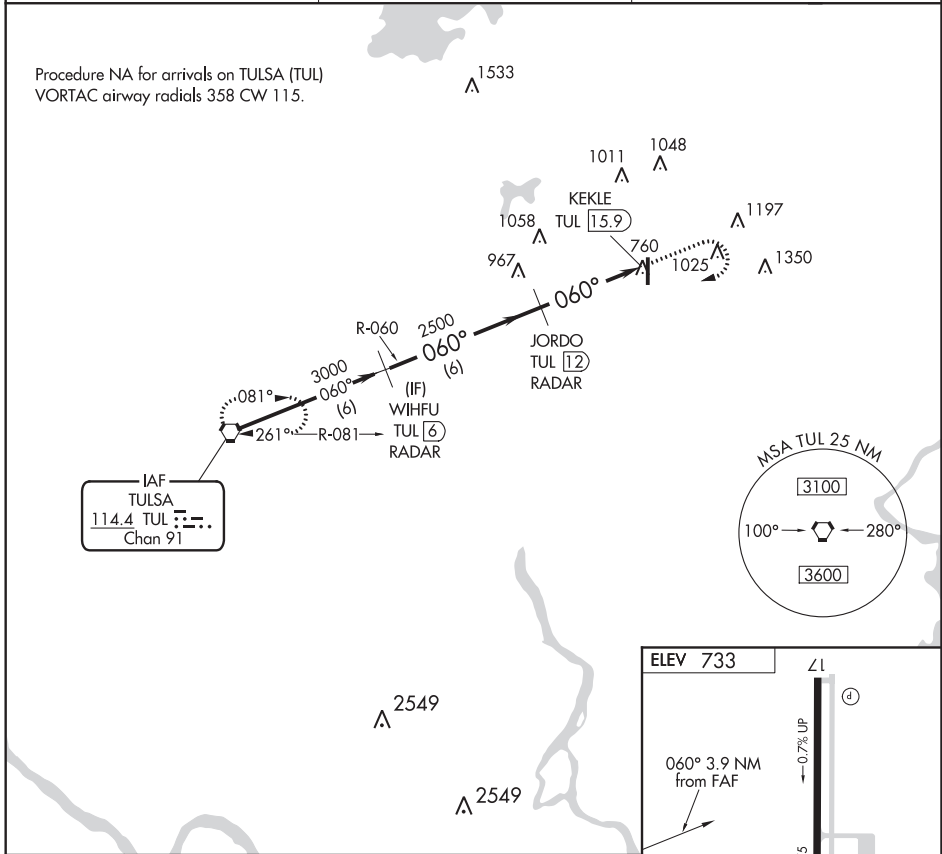 Procedure NA for arrivals on TULSA (TUL)
VORTAC airway radials 358 CW 115.
1533
1011
1048
KEKLE
TUL 15.9
1058
1197
967
760
1025
1350
060°
R-060
2500
060°
(6)
JORDO
TUL 12
RADAR
3000
060°
(6)
(IF)
WIHFU
TUL 6
RADAR
081°
261°
R-081
IAF
TULSA
114.4 TUL
Chan 91
MSA TUL 25 NM
3100
100°
280°
3600
2549
2549
ELEV 733
17
P
0.7% UP
060° 3.9 NM
from FAF
5